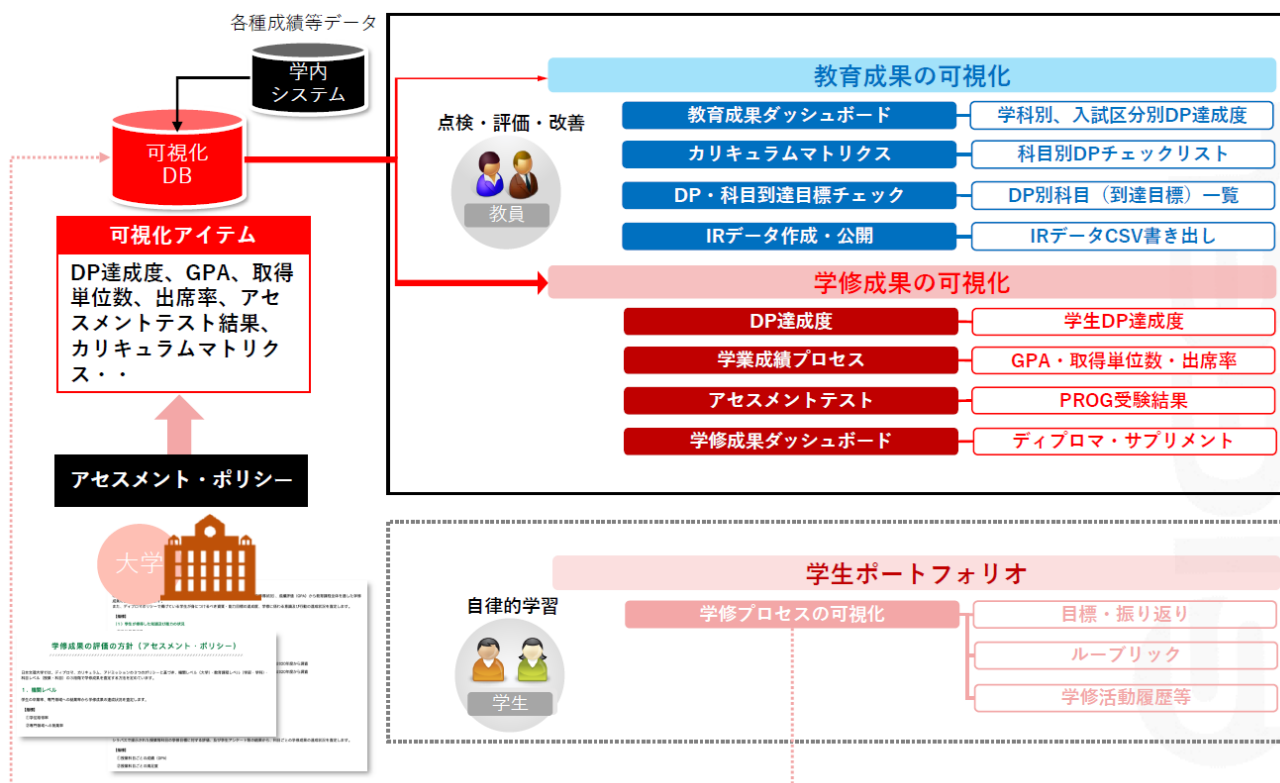 各種成績等データ
学内
システム
可視化
DB
可視化アイテム
DP達成度、GPA、取得
単位数、出席率、アセ
スメントテスト結果、
カリキュラムマトリク
ス・・
アセスメント・ポリシー
大学
学修成果の評価の方針（アセスメント・ポリシー）
1．機関レベル
点検・評価・改善
教員
教育成果の可視化
教育成果ダッシュボード
学科別、入試区分別DP達成度
カリキュラムマトリクス
科目別DPチェックリスト
DP・科目到達目標チェック
DP別科目（到達目標）一覧
IRデータ作成・公開
IRデータCSV書き出し
学修成果の可視化
DP達成度
学生DP達成度
学業成績プロセス
GPA・取得単位数・出席率
アセスメントテスト
PROG受験結果
学修成果ダッシュボード
ディプロマ・サプリメント
自律的学習
学生
学生ポートフォリオ
学修プロセスの可視化
目標・振り返り
ルーブリック
学修活動履歴等